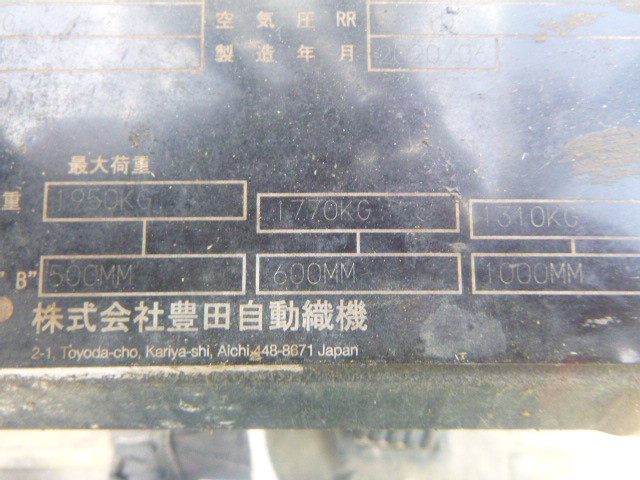 空気圧RR
製造年月
最大荷重
重 1950KG 1770KG 1310KG
B" 500MM 600MM 1000MM
株式会社豊田自動織機
2-1, Toyoda-cho, Kariya-shi, Aichi 448-8671 Japan